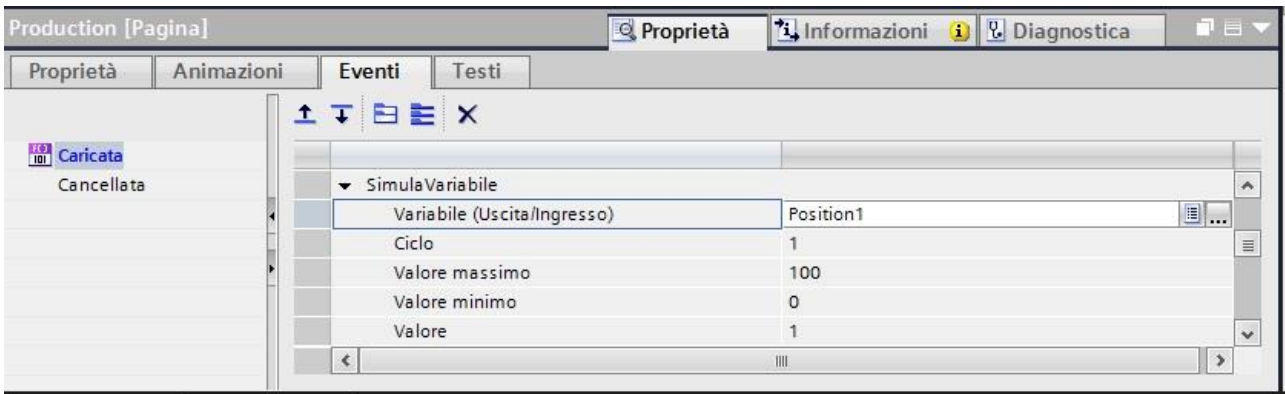 Production [Pagina]
Proprietà
Informazioni
Diagnostica
Proprietà
Animazioni
Eventi
Testi
Caricata
Cancellata
SimulaVariabile
Variabile (Uscita/Ingresso) Position1
Ciclo 1
Valore massimo 100
Valore minimo 0
Valore 1